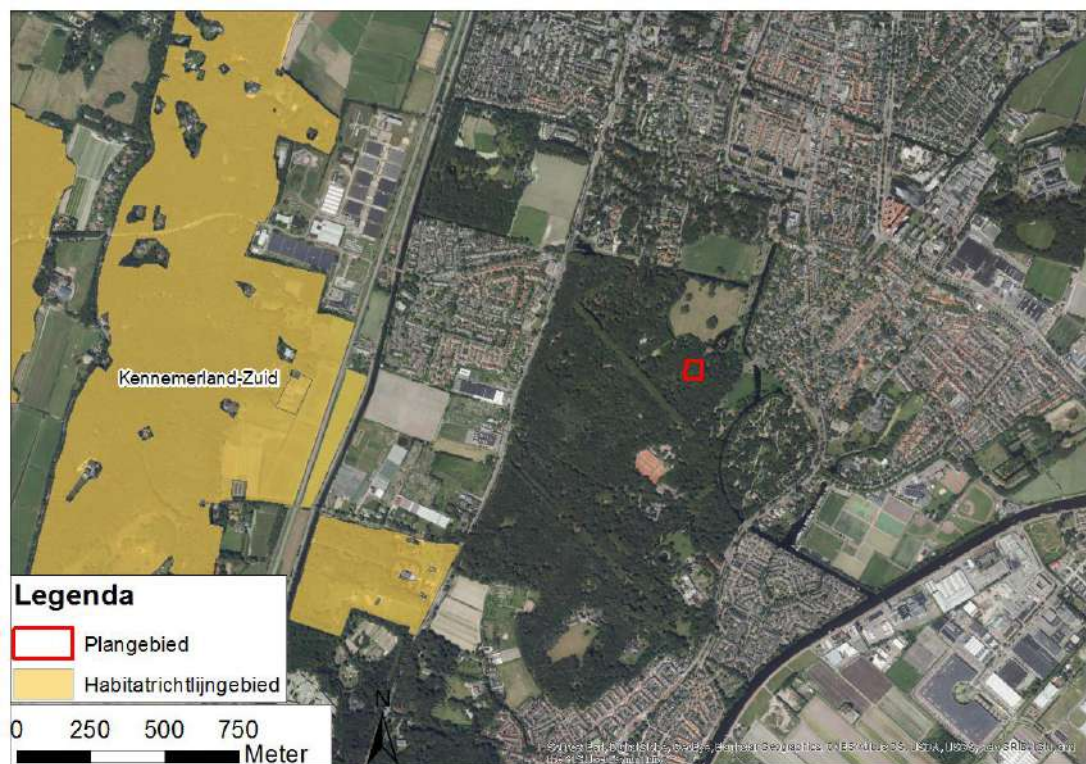 Kennemerland-Zuid
Legenda
Plangebied
Habitatrichtlijngebied
0 250 500 750
Meter
N